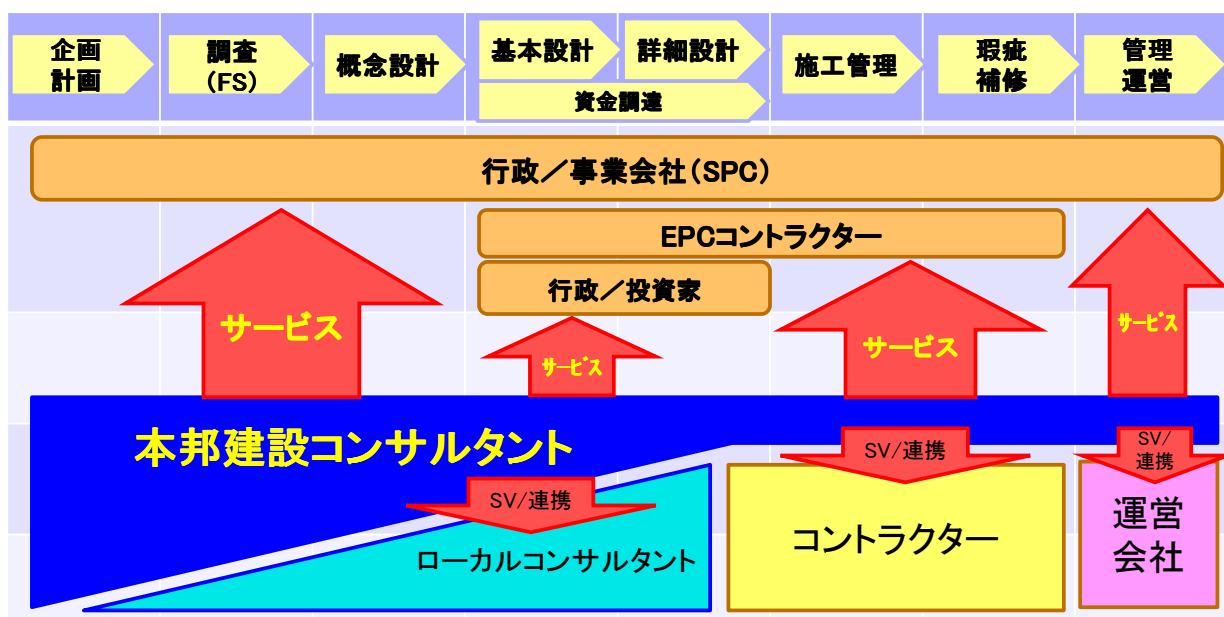 企画
計画
調査
(FS)
概念設計
基本設計
詳細設計
資金調達
施工管理
瑕疵
補修
管理
運営
行政／事業会社(SPC)
EPCコントラクター
行政／投資家
サービス
ｻｰﾋﾞｽ
サービス
ｻｰﾋﾞｽ
本邦建設コンサルタント
SV/連携
SV/連携
SV/
連携
ローカルコンサルタント
コントラクター
運営
会社